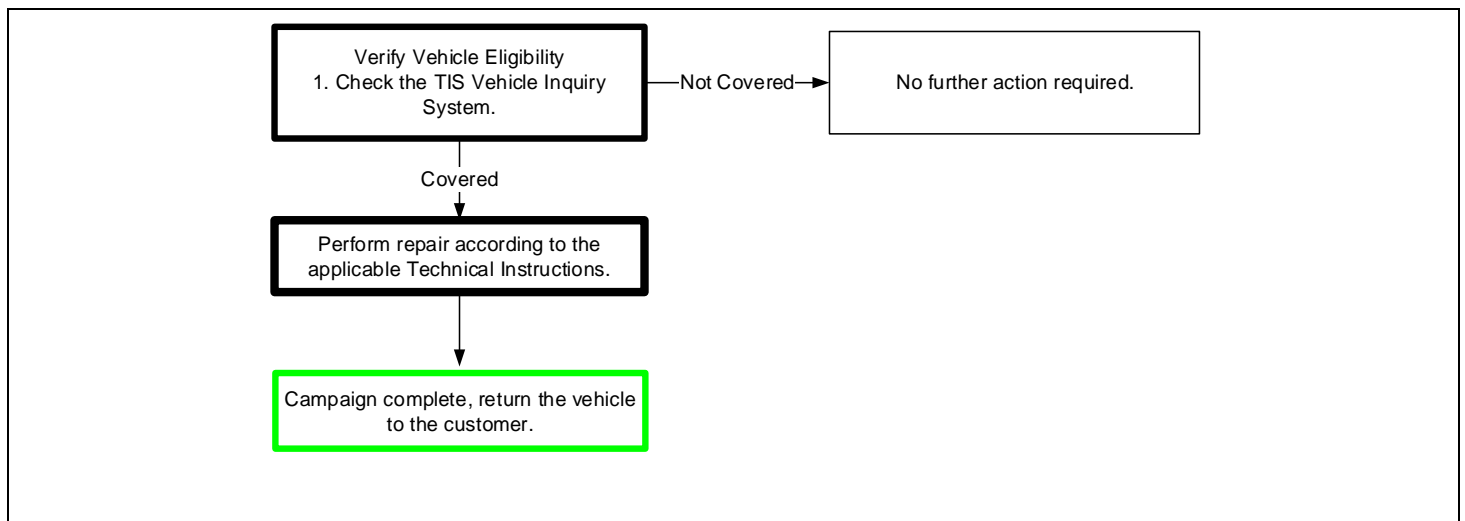 Verify Vehicle Eligibility
1. Check the TIS Vehicle Inquiry
System.
Not Covered
No further action required.
Covered
Perform repair according to the
applicable Technical Instructions.
Campaign complete, return the vehicle
to the customer.